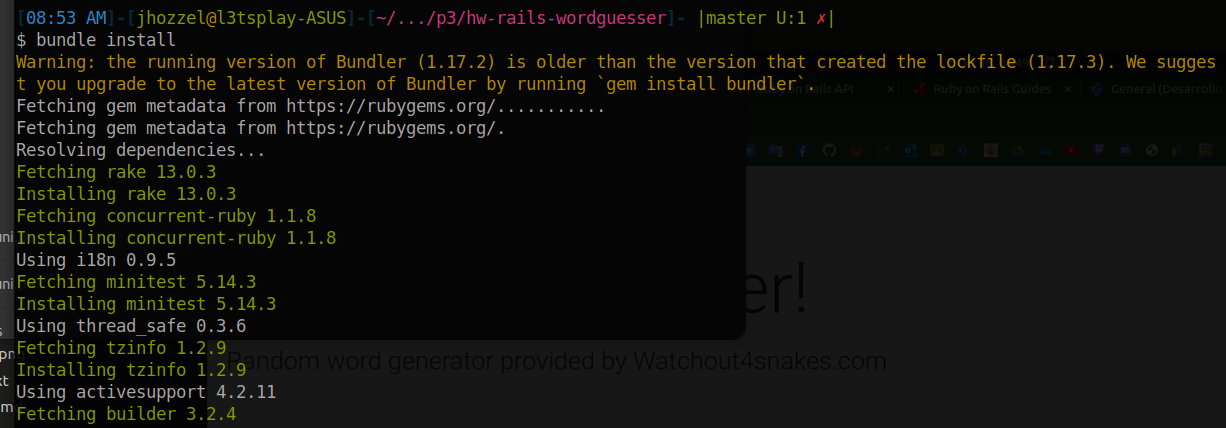 [08:53 AM]-[jhozzel@l3tsplay-ASUS]-[~/.../p3/hw-rails-wordguesser]- |master U:1 ✗|
$ bundle install
Warning: the running version of Bundler (1.17.2) is older than the version that created the lockfile (1.17.3). We sugges
t you upgrade to the latest version of Bundler by running `gem install bundler`.
on Rails API
Ruby on Rails Guides
General (Desarrollo
Fetching gem metadata from https://rubygems.org/...........
Fetching gem metadata from https://rubygems.org/.
Resolving dependencies...
Fetching rake 13.0.3
Installing rake 13.0.3
Fetching concurrent-ruby 1.1.8
Installing concurrent-ruby 1.1.8
Using i18n 0.9.5
Fetching minitest 5.14.3
er!
Installing minitest 5.14.3
Using thread_safe 0.3.6
Fetching tzinfo 1.2.9
Random word generator provided by Watchout4snakes.com
Installing tzinfo 1.2.9
Using activesupport 4.2.11
Fetching builder 3.2.4